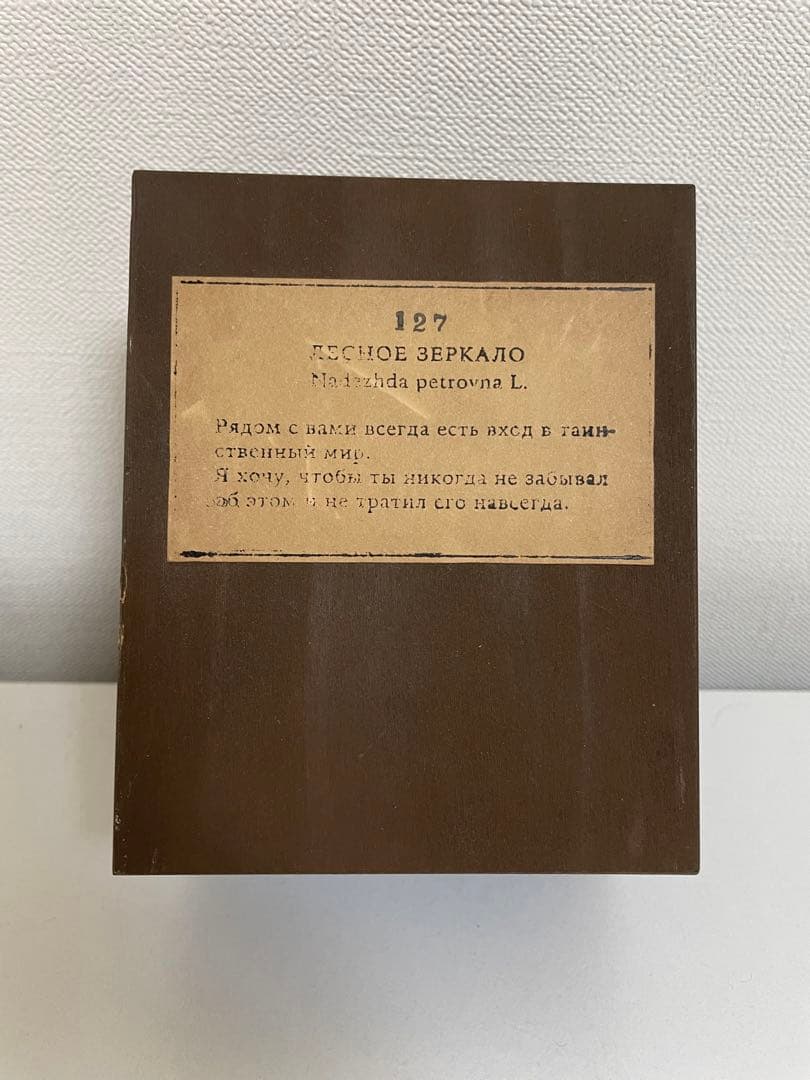 127
ЛЕСНОЕ ЗЕРКАЛО
Nadezhda petrovna L.
Рядом с вами всегда есть вход в таин-
ственный мир.
Я хочу, чтобы ты никогда не забывал
об этом и не тратил его навсегда.